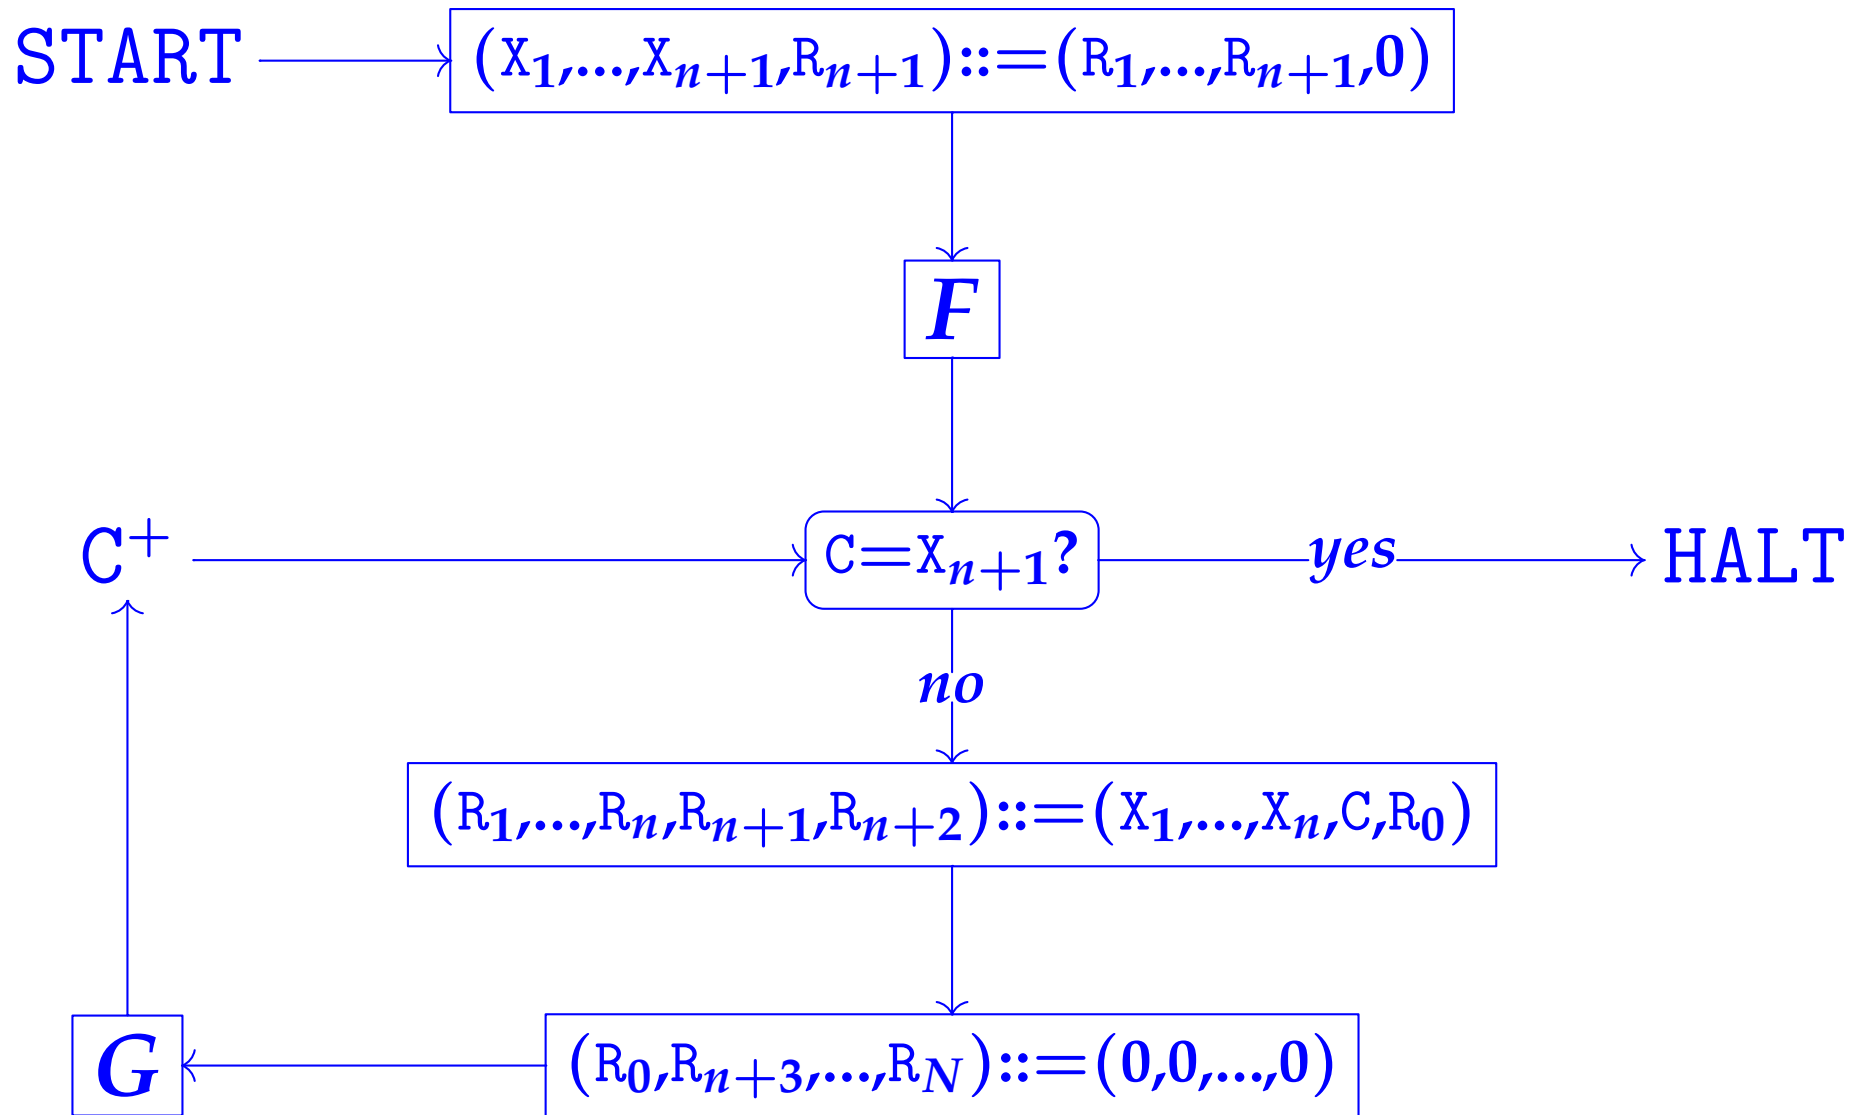 START (X₁,...,Xₙ₊₁,Rₙ₊₁)::=(R₁,...,Rₙ₊₁,0)
F
C⁺ C=Xₙ₊₁? yes HALT
no
(R₁,...,Rₙ,Rₙ₊₁,Rₙ₊₂)::=(X₁,...,Xₙ,C,R₀)
G (R₀,Rₙ₊₃,...,R_N)::=(0,0,...,0)